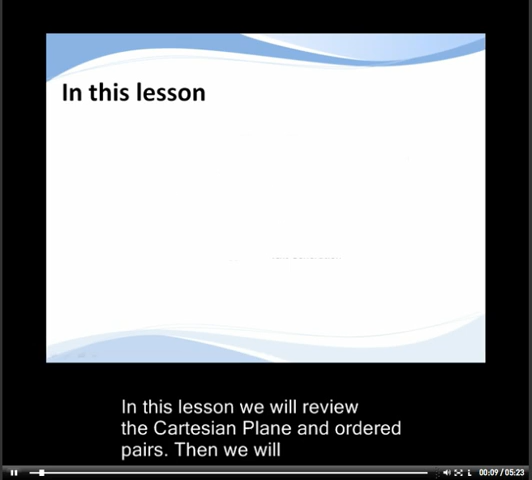 In this lesson
In this lesson we will review
the Cartesian Plane and ordered
pairs. Then we will
00:09 / 05:23